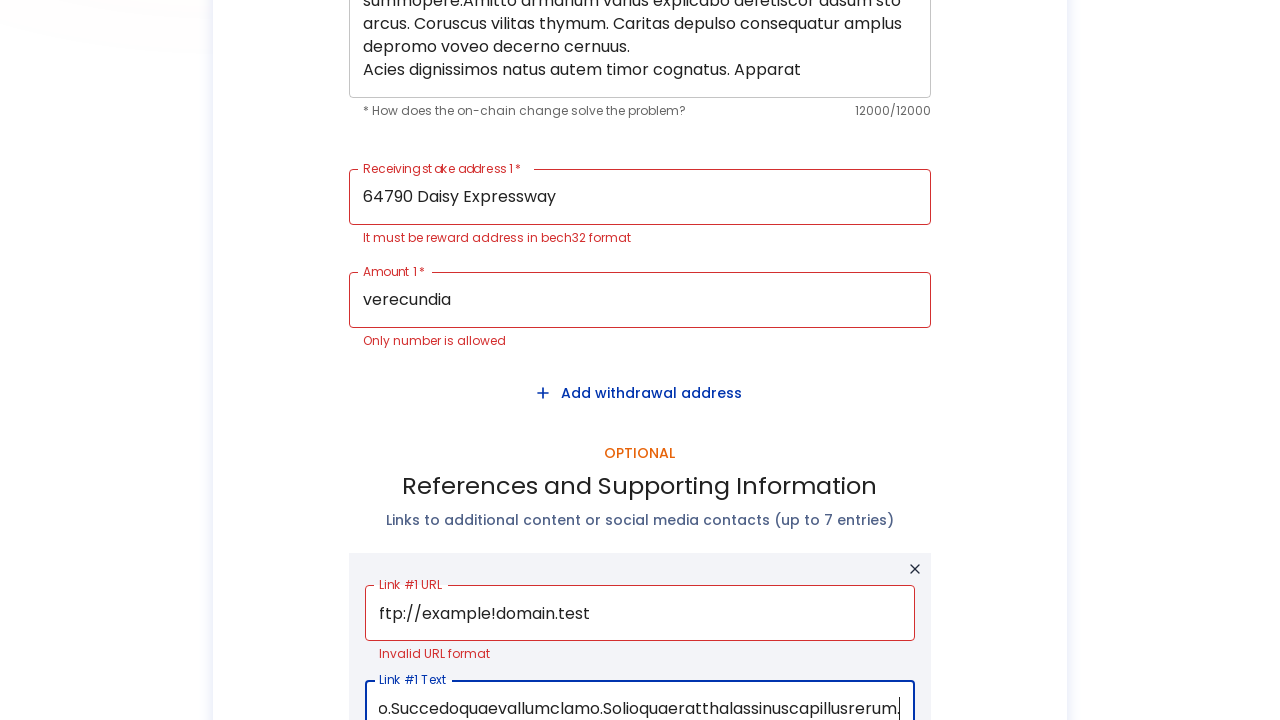 summopere.Amitto armarium varius explicabo defetiscor adsum sto
arcus. Coruscus vilitas thymum. Caritas depulso consequatur amplus
depromo voveo decerno cernuus.
Acies dignissimos natus autem timor cognatus. Apparat
* How does the on-chain change solve the problem?
12000/12000
Receiving stake address 1 *
64790 Daisy Expressway
It must be reward address in bech32 format
Amount 1 *
verecundia
Only number is allowed
Add withdrawal address
OPTIONAL
References and Supporting Information
Links to additional content or social media contacts (up to 7 entries)
Link #1 URL
ftp://example!domain.test
Invalid URL format
Link #1 Text
o.Succedoquaevallumclamo.Solioquaeratthalassinuscapillusrerum.